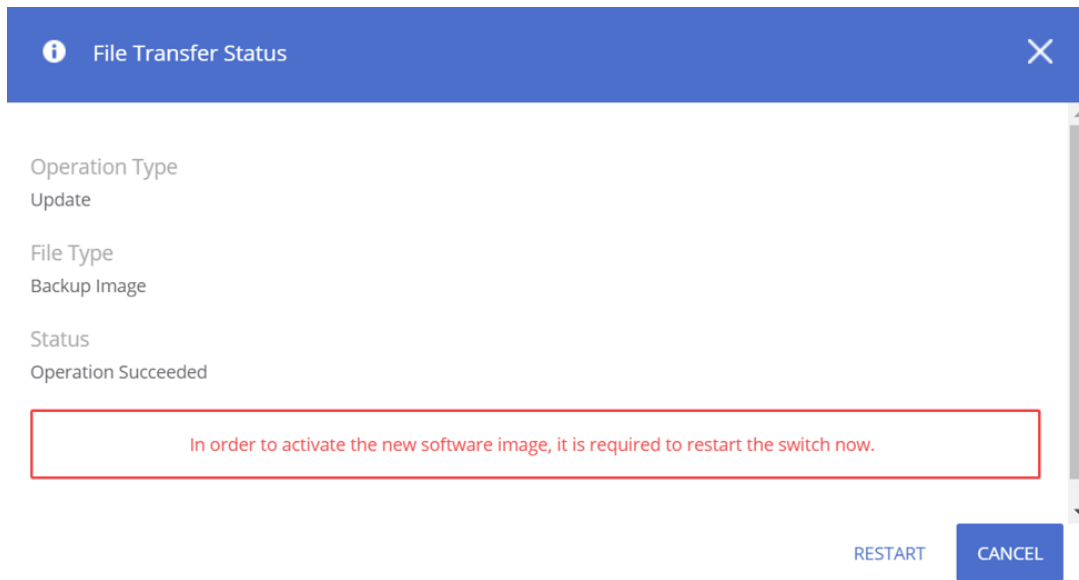 File Transfer Status
Operation Type
Update
File Type
Backup Image
Status
Operation Succeeded
In order to activate the new software image, it is required to restart the switch now.
RESTART
CANCEL